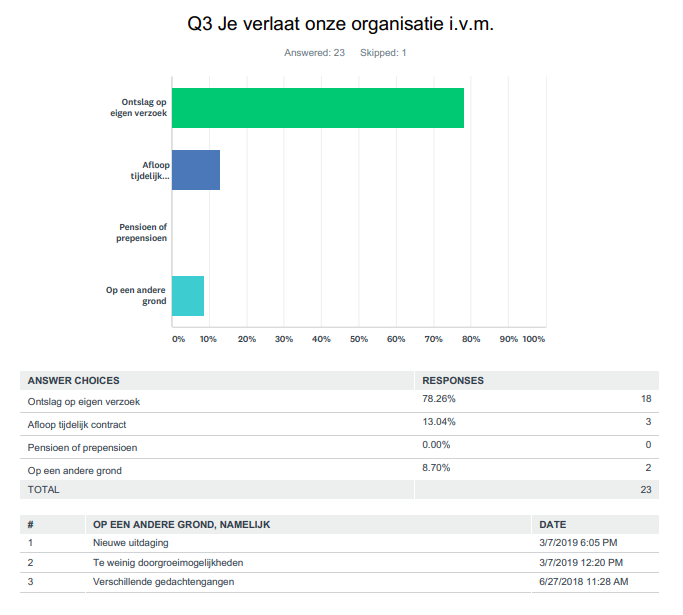 Q3 Je verlaat onze organisatie i.v.m.
Answered: 23 Skipped: 1
Ontslag op
eigen verzoek
Afloop
tijdelijk...
Pensioen of
prepensioen
Op een andere
grond
0% 10% 20% 30% 40% 50% 60% 70% 80% 90% 100%
ANSWER CHOICES RESPONSES
Ontslag op eigen verzoek 78.26% 18
Afloop tijdelijk contract 13.04% 3
Pensioen of prepensioen 0.00% 0
Op een andere grond 8.70% 2
TOTAL 23
# OP EEN ANDERE GROND, NAMELIJK DATE
1 Nieuwe uitdaging 3/7/2019 6:05 PM
2 Te weinig doorgroeimogelijkheden 3/7/2019 12:20 PM
3 Verschillende gedachtengangen 6/27/2018 11:28 AM